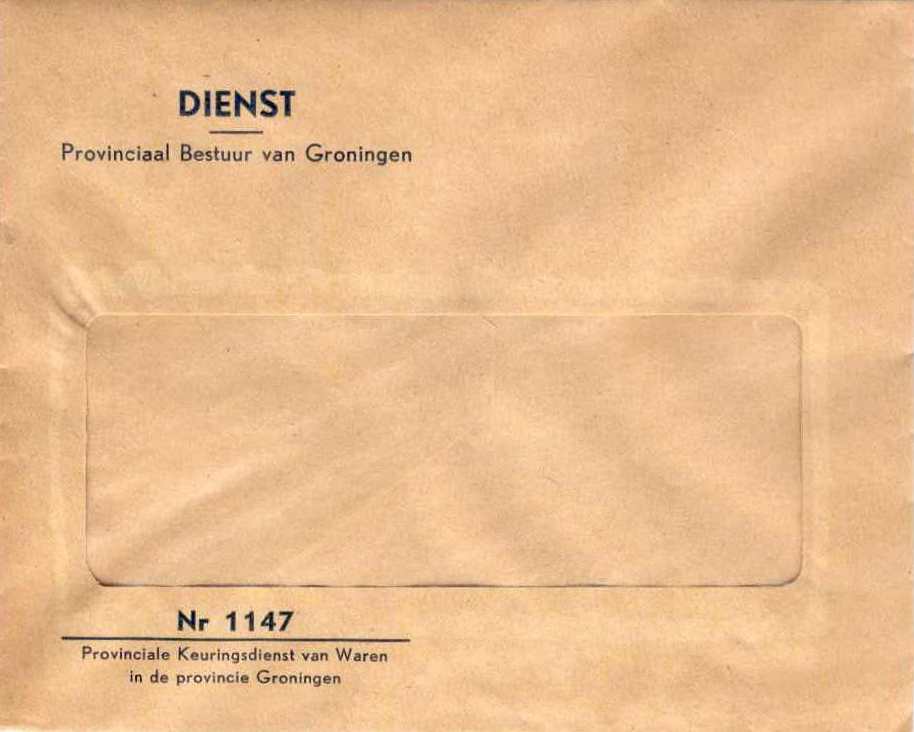 DIENST
Provinciaal Bestuur van Groningen
Nr 1147
Provinciale Keuringsdienst van Waren
in de provincie Groningen